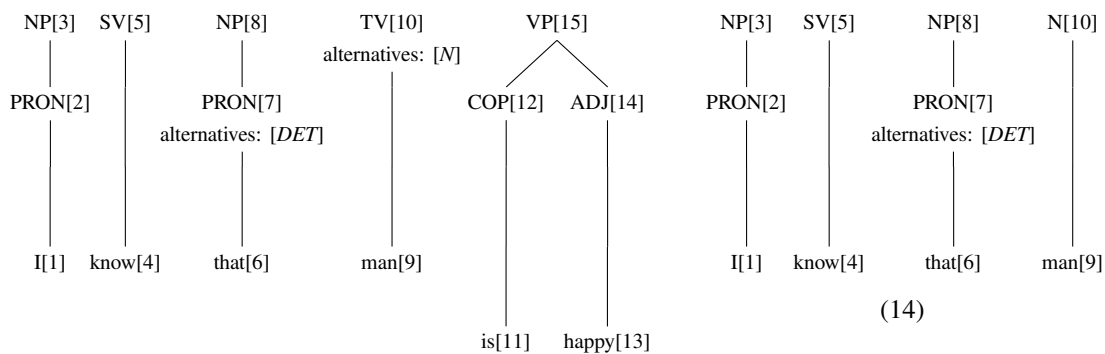 NP[3] SV[5] NP[8] TV[10] VP[15] NP[3] SV[5] NP[8] N[10]
alternatives: [N]
PRON[2] PRON[7] COP[12] ADJ[14] PRON[2] PRON[7]
alternatives: [DET] alternatives: [DET]
I[1] know[4] that[6] man[9] I[1] know[4] that[6] man[9]
(14)
is[11] happy[13]